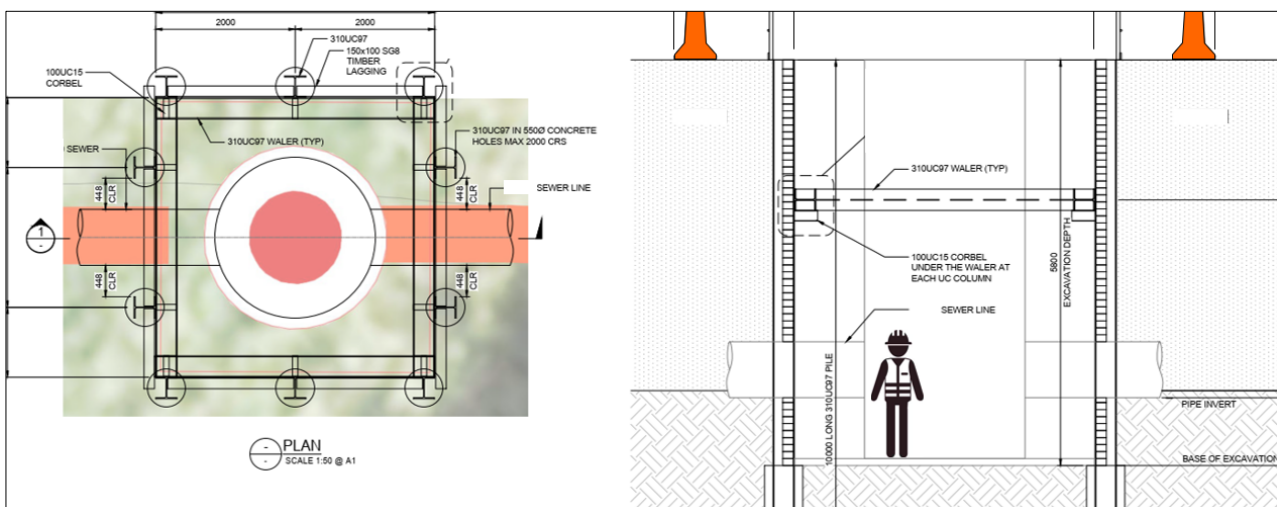 2000
2000
310UC97
150x100 SG8
TIMBER
LAGGING
100UC15
CORBEL
310UC97 WALER (TYP)
310UC97 IN 550Ø CONCRETE
HOLES MAX 2000 CRS
SEWER
448
CLR
448
CLR
SEWER LINE
1
-
448
CLR
448
CLR
-
-
PLAN
SCALE 1:50 @ A1
310UC97 WALER (TYP)
100UC15 CORBEL
UNDER THE WALER AT
EACH UC COLUMN
5800
EXCAVATION DEPTH
SEWER LINE
10000 LONG 310UC97 PILE
PIPE INVERT
BASE OF EXCAVATION